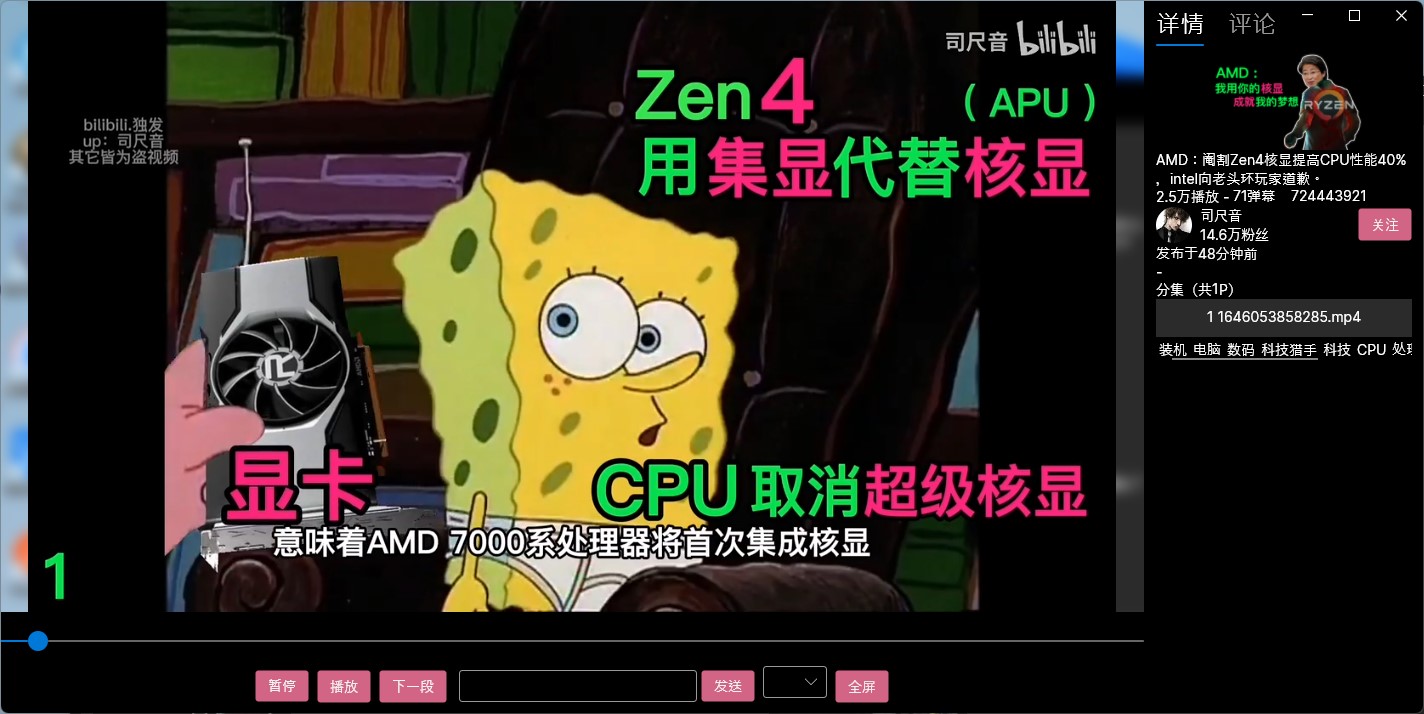 司尺音 bilibili
Zen 4 （APU）
用集显代替核显
bilibili.独发
up：司尺音
其它皆为盗视频
显卡
CPU 取消超级核显
意味着AMD 7000系处理器将首次集成核显
1
暂停
播放
下一段
发送
全屏
详情 评论
AMD：
我用你的核显
成就我的梦想
RYZEN
AMD：阉割Zen4核显提高CPU性能40%
，intel向老头环玩家道歉。
2.5万播放 - 71弹幕 724443921
司尺音
14.6万粉丝
关注
发布于48分钟前
-
分集（共1P）
1 1646053858285.mp4
装机 电脑 数码 科技猎手 科技 CPU